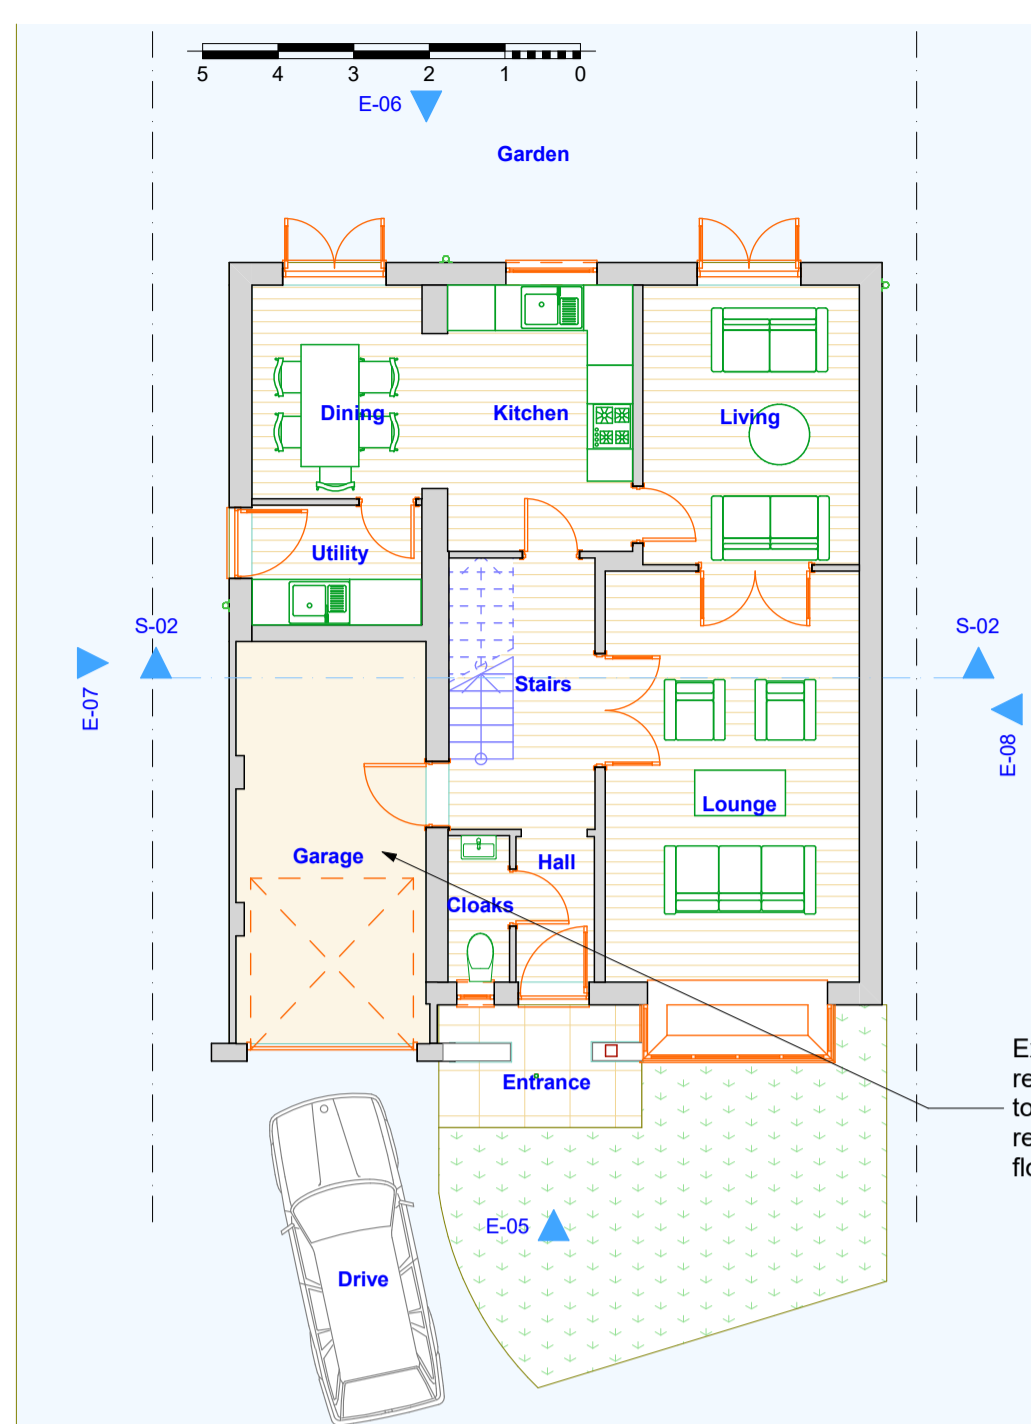 5 4 3 2 1 0
E-06
Garden
Dining
Kitchen
Living
Utility
S-02
S-02
E-07
Stairs
E-08
Lounge
Garage
Hall
Cloaks
Entrance
to
E-05
Drive